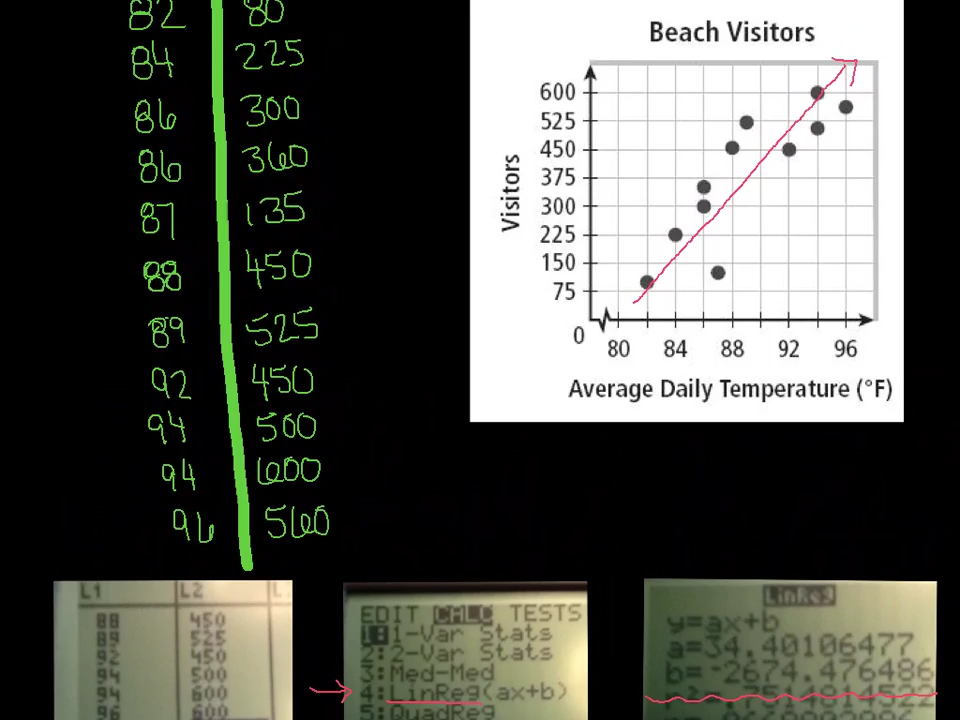 82 80
84 225
86 300
86 360
87 135
88 450
89 525
92 450
94 500
94 600
96 560
Beach Visitors
Visitors
600
525
450
375
300
225
150
75
0
80 84 88 92 96
Average Daily Temperature (°F)
L1 L2
88 450
89 525
92 450
94 500
94 600
96 600
EDIT CALC TESTS
1:1-Var Stats
2:2-Var Stats
3:Med-Med
4:LinReg(ax+b)
5:QuadReg
LinReg
y=ax+b
a=34.40106477
b=-2674.476486